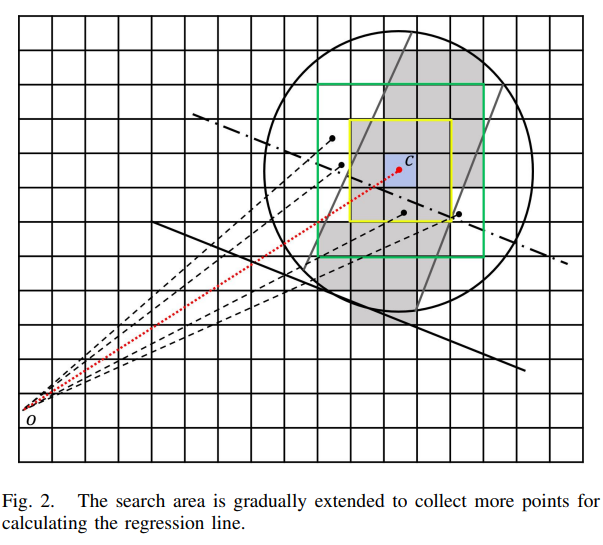 C
O
Fig. 2. The search area is gradually extended to collect more points for
calculating the regression line.